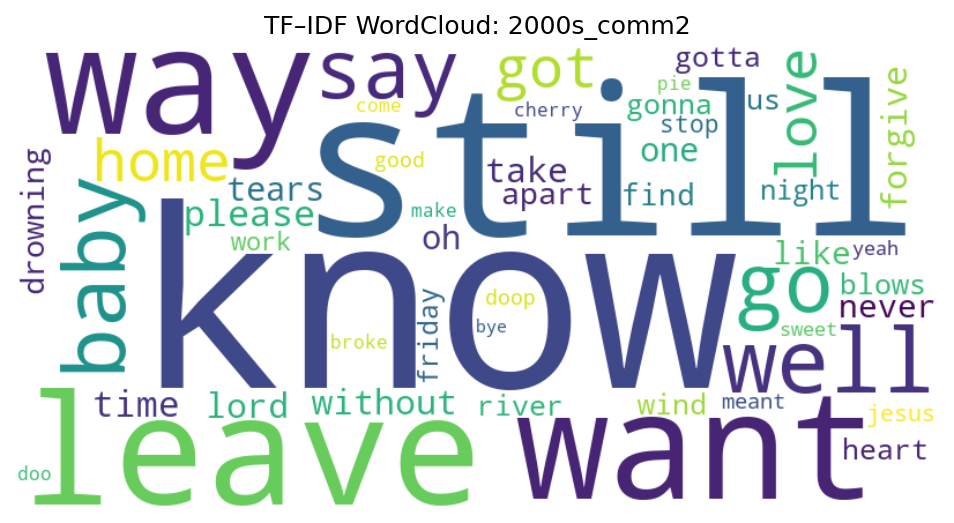 TF–IDF WordCloud: 2000s_comm2
way
say
got
gotta
pie
come
cherry
gonna
us
stop
love
forgive
still
home
good
one
drowning
baby
tears
take
apart
find
night
please
make
work
oh
know
go
like
yeah
blows
never
friday
doop
bye
broke
sweet
well
leave
time
lord
without
river
wind
meant
want
jesus
heart
doo